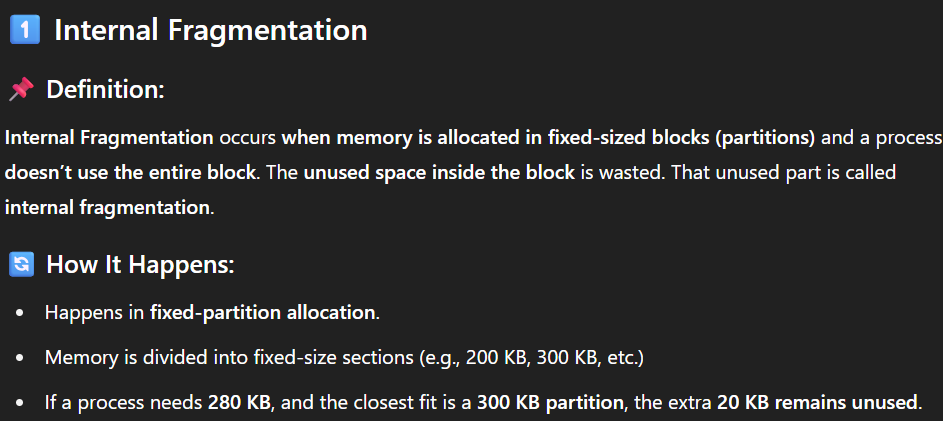 1 Internal Fragmentation
📌 Definition:
Internal Fragmentation occurs when memory is allocated in fixed-sized blocks (partitions) and a process
doesn’t use the entire block. The unused space inside the block is wasted. That unused part is called
internal fragmentation.
🔄 How It Happens:
• Happens in fixed-partition allocation.
• Memory is divided into fixed-size sections (e.g., 200 KB, 300 KB, etc.)
• If a process needs 280 KB, and the closest fit is a 300 KB partition, the extra 20 KB remains unused.